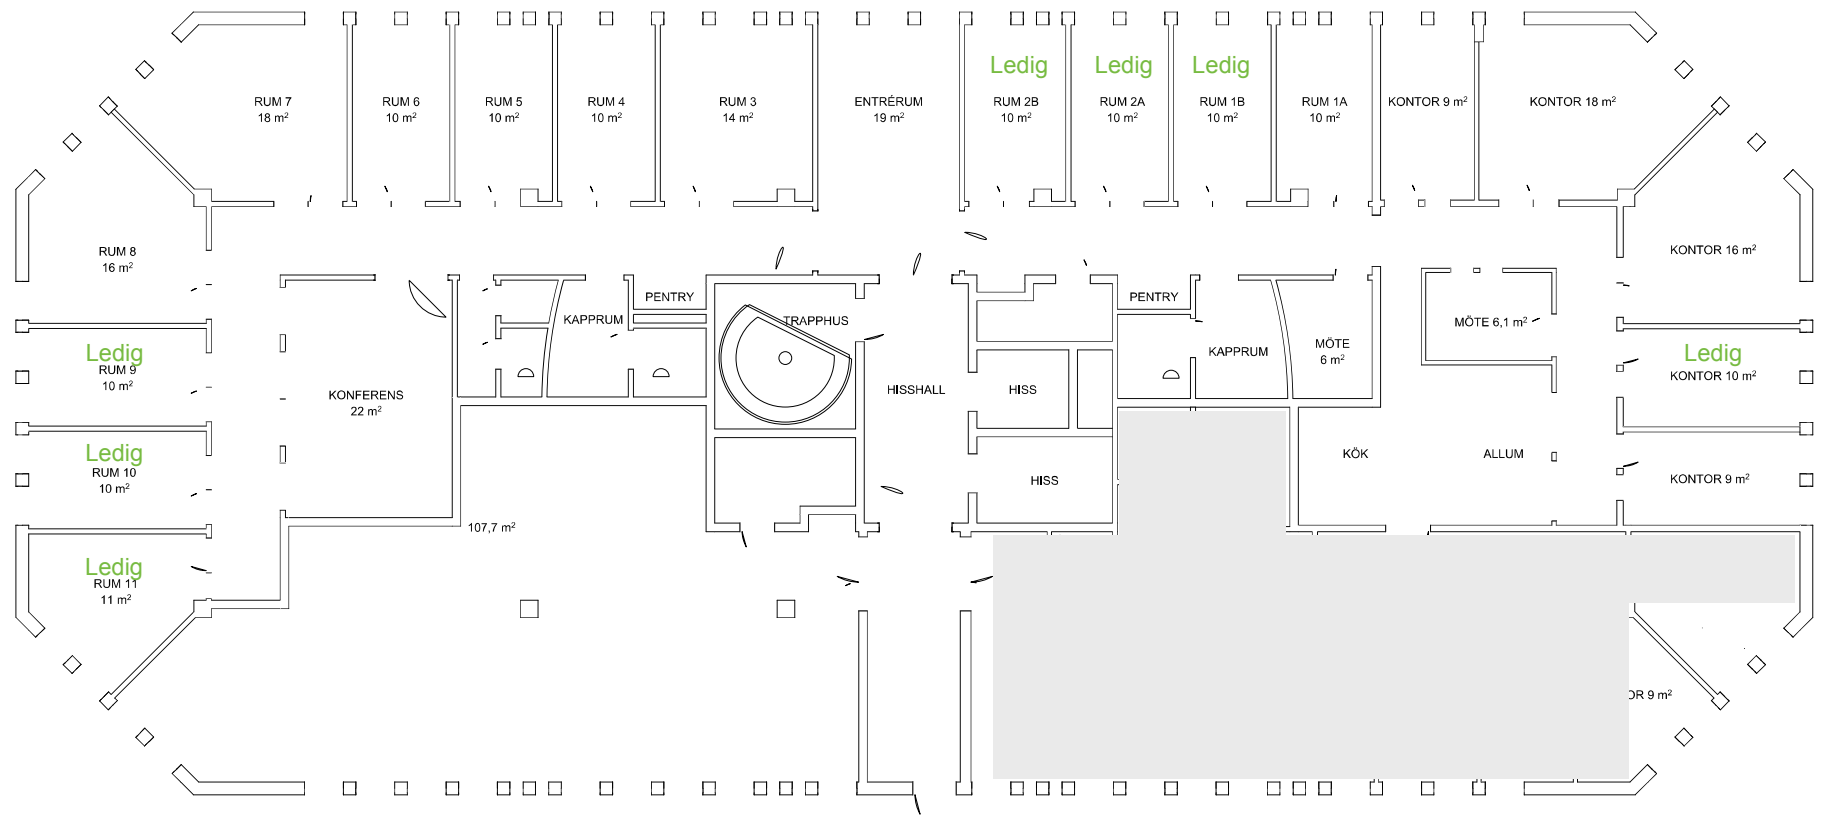 Ledig
Ledig
Ledig
RUM 7
18 m²
RUM 6
10 m²
RUM 5
10 m²
RUM 4
10 m²
RUM 3
14 m²
ENTRÉRUM
19 m²
RUM 2B
10 m²
RUM 2A
10 m²
RUM 1B
10 m²
RUM 1A
10 m²
KONTOR 9 m²
KONTOR 18 m²
RUM 8
16 m²
KONTOR 16 m²
PENTRY
PENTRY
KAPPRUM
TRAPPHUS
MÖTE 6,1 m²
MÖTE
6 m²
KAPPRUM
Ledig
RUM 9
10 m²
Ledig
KONTOR 10 m²
KONFERENS
22 m²
HISSHALL
HISS
Ledig
RUM 10
10 m²
KÖK
ALLUM
HISS
KONTOR 9 m²
107,7 m²
Ledig
RUM 11
11 m²
OR 9 m²